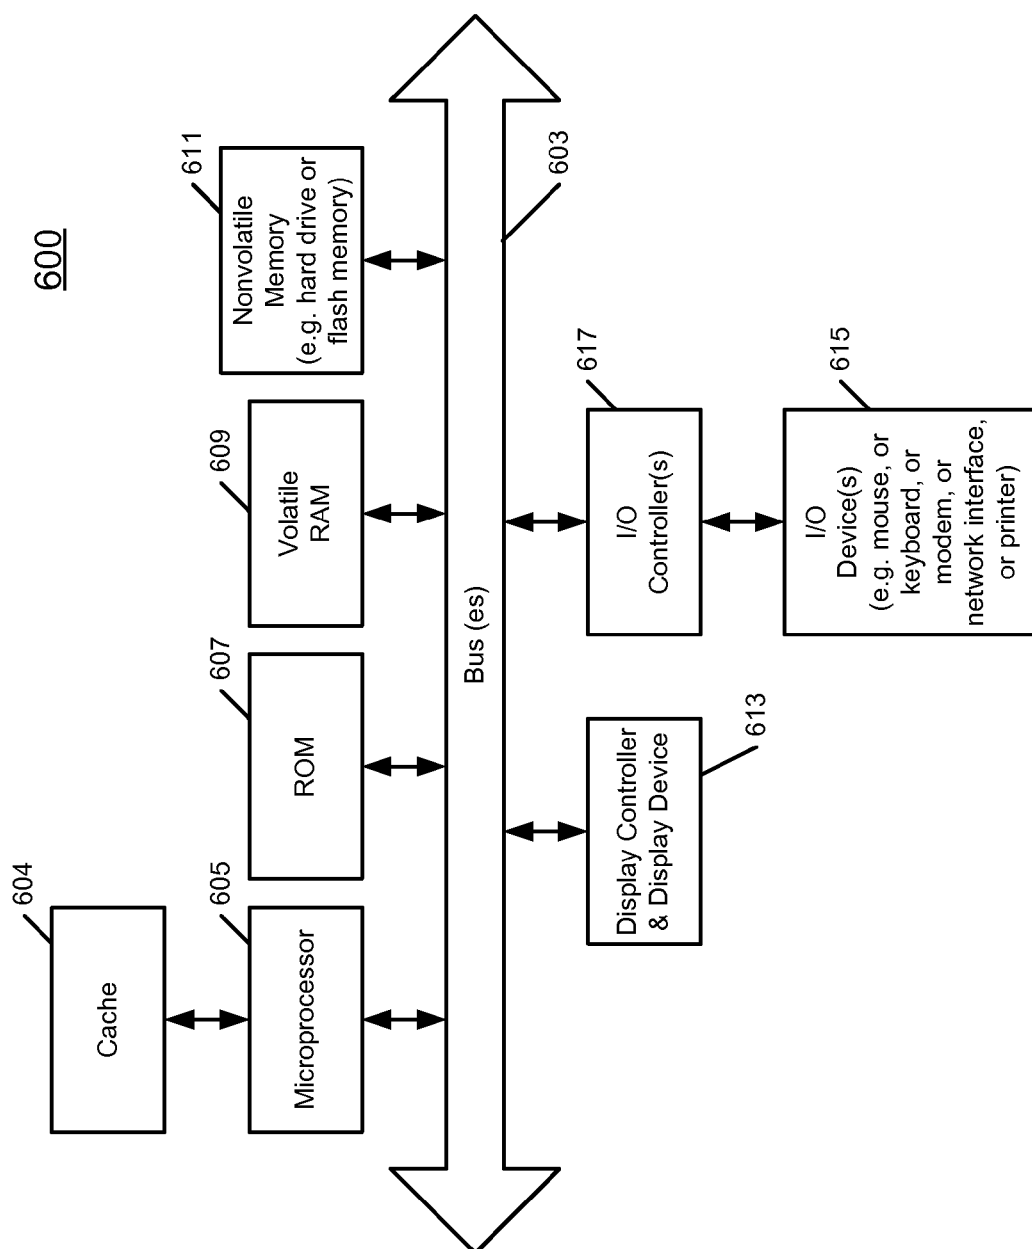 600
604
Cache
605
Microprocessor
607
ROM
609
Volatile
RAM
611
Nonvolatile
Memory
(e.g. hard drive or
flash memory)
Bus (es)
603
Display Controller
& Display Device
613
I/O
Controller(s)
617
I/O
Device(s)
(e.g. mouse, or
keyboard, or
modem, or
network interface,
or printer)
615